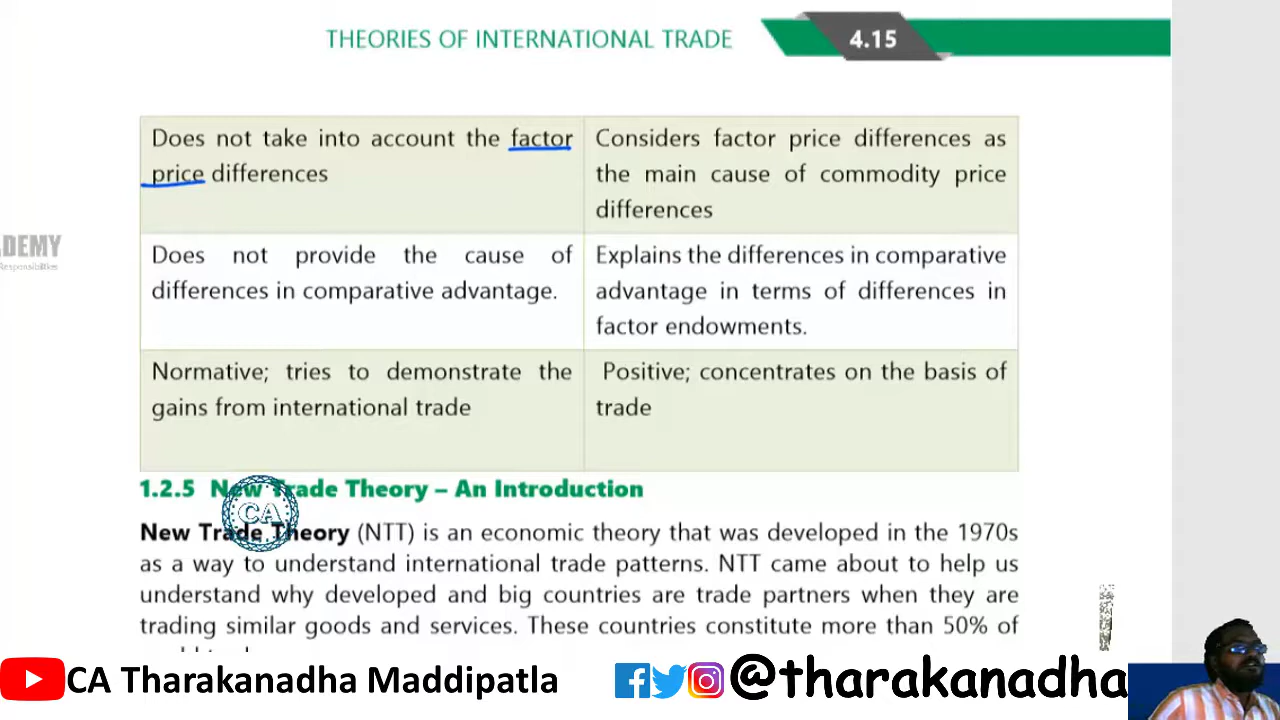 THEORIES OF INTERNATIONAL TRADE
4.15
Does not take into account the factor
price differences
Considers factor price differences as
the main cause of commodity price
differences
DEMY
Responsibilities
Does not provide the cause of
differences in comparative advantage.
Explains the differences in comparative
advantage in terms of differences in
factor endowments.
Normative; tries to demonstrate the
gains from international trade
Positive; concentrates on the basis of
trade
1.2.5 New Trade Theory – An Introduction
CA
New Trade Theory (NTT) is an economic theory that was developed in the 1970s
as a way to understand international trade patterns. NTT came about to help us
understand why developed and big countries are trade partners when they are
trading similar goods and services. These countries constitute more than 50% of
CA Tharakanadha Maddipatla
@tharakanadha